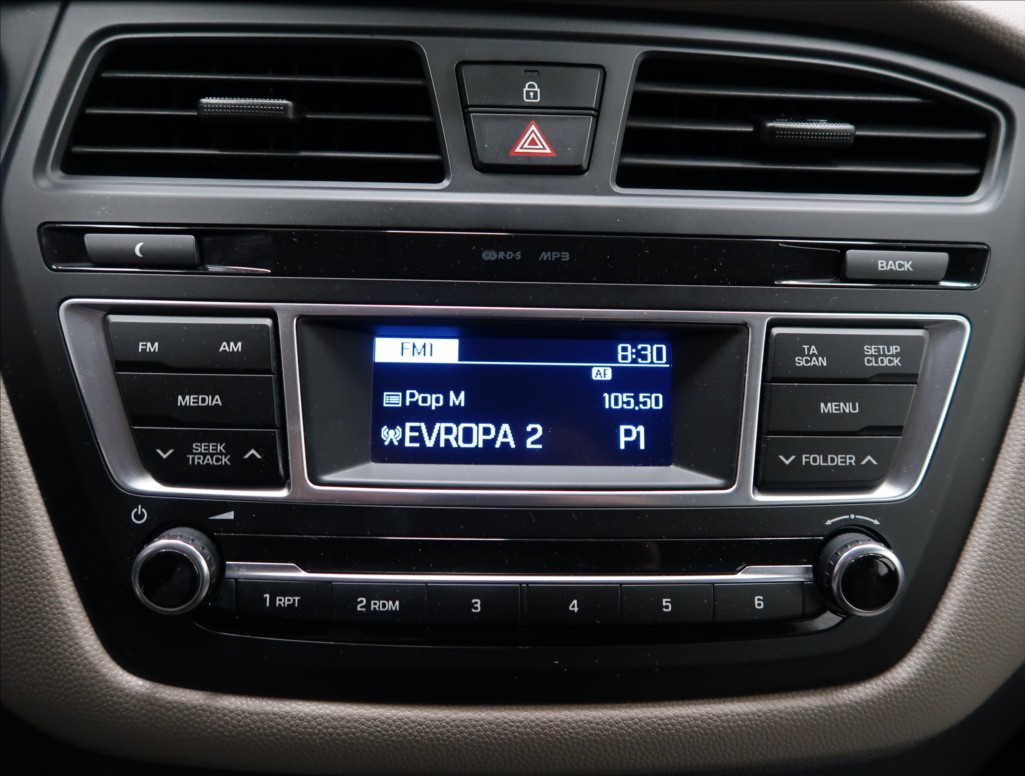 R·D·S MP3
BACK
FM AM
MEDIA
SEEK
TRACK
FM1 8:30
AF
Pop M 105,50
EVROPA 2 P1
TA
SCAN
SETUP
CLOCK
MENU
FOLDER
1 RPT 2 RDM 3 4 5 6